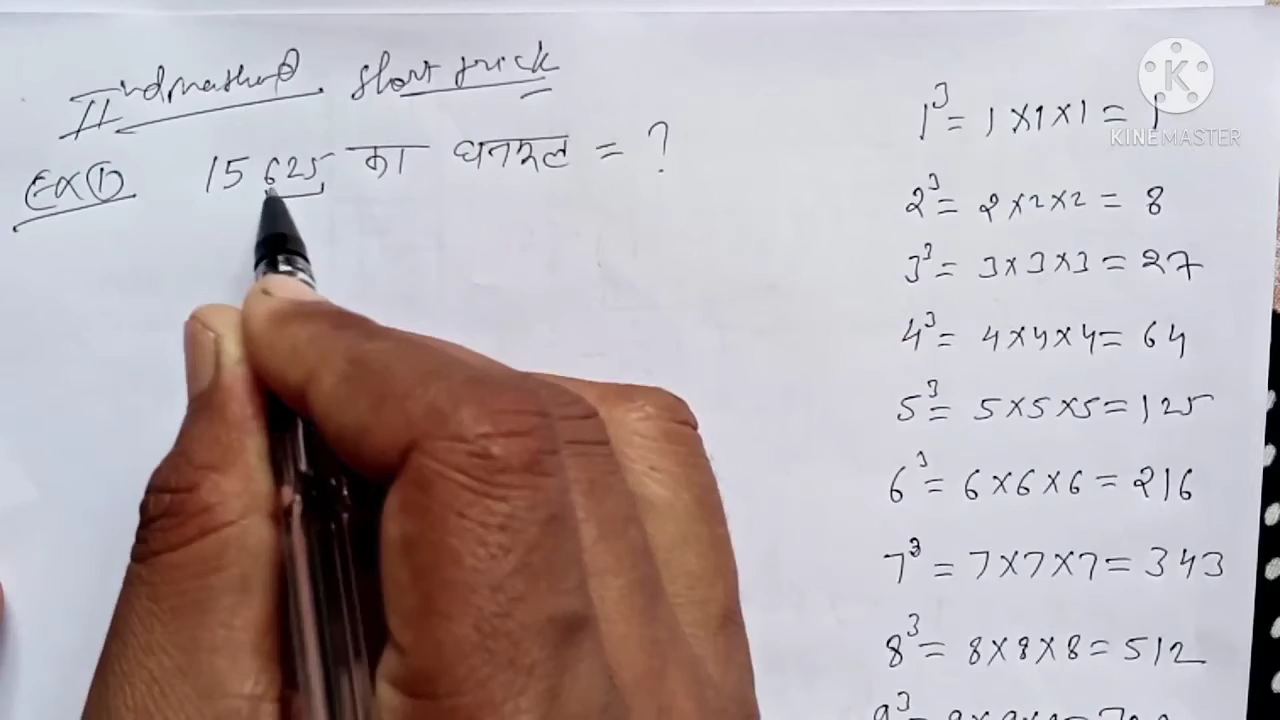 IInd method short trick
Ex① 15625 का घनमूल = ?
1³ = 1×1×1 = 1
2³ = 2×2×2 = 8
3³ = 3×3×3 = 27
4³ = 4×4×4 = 64
5³ = 5×5×5 = 125
6³ = 6×6×6 = 216
7³ = 7×7×7 = 343
8³ = 8×8×8 = 512
K
KINEMASTER